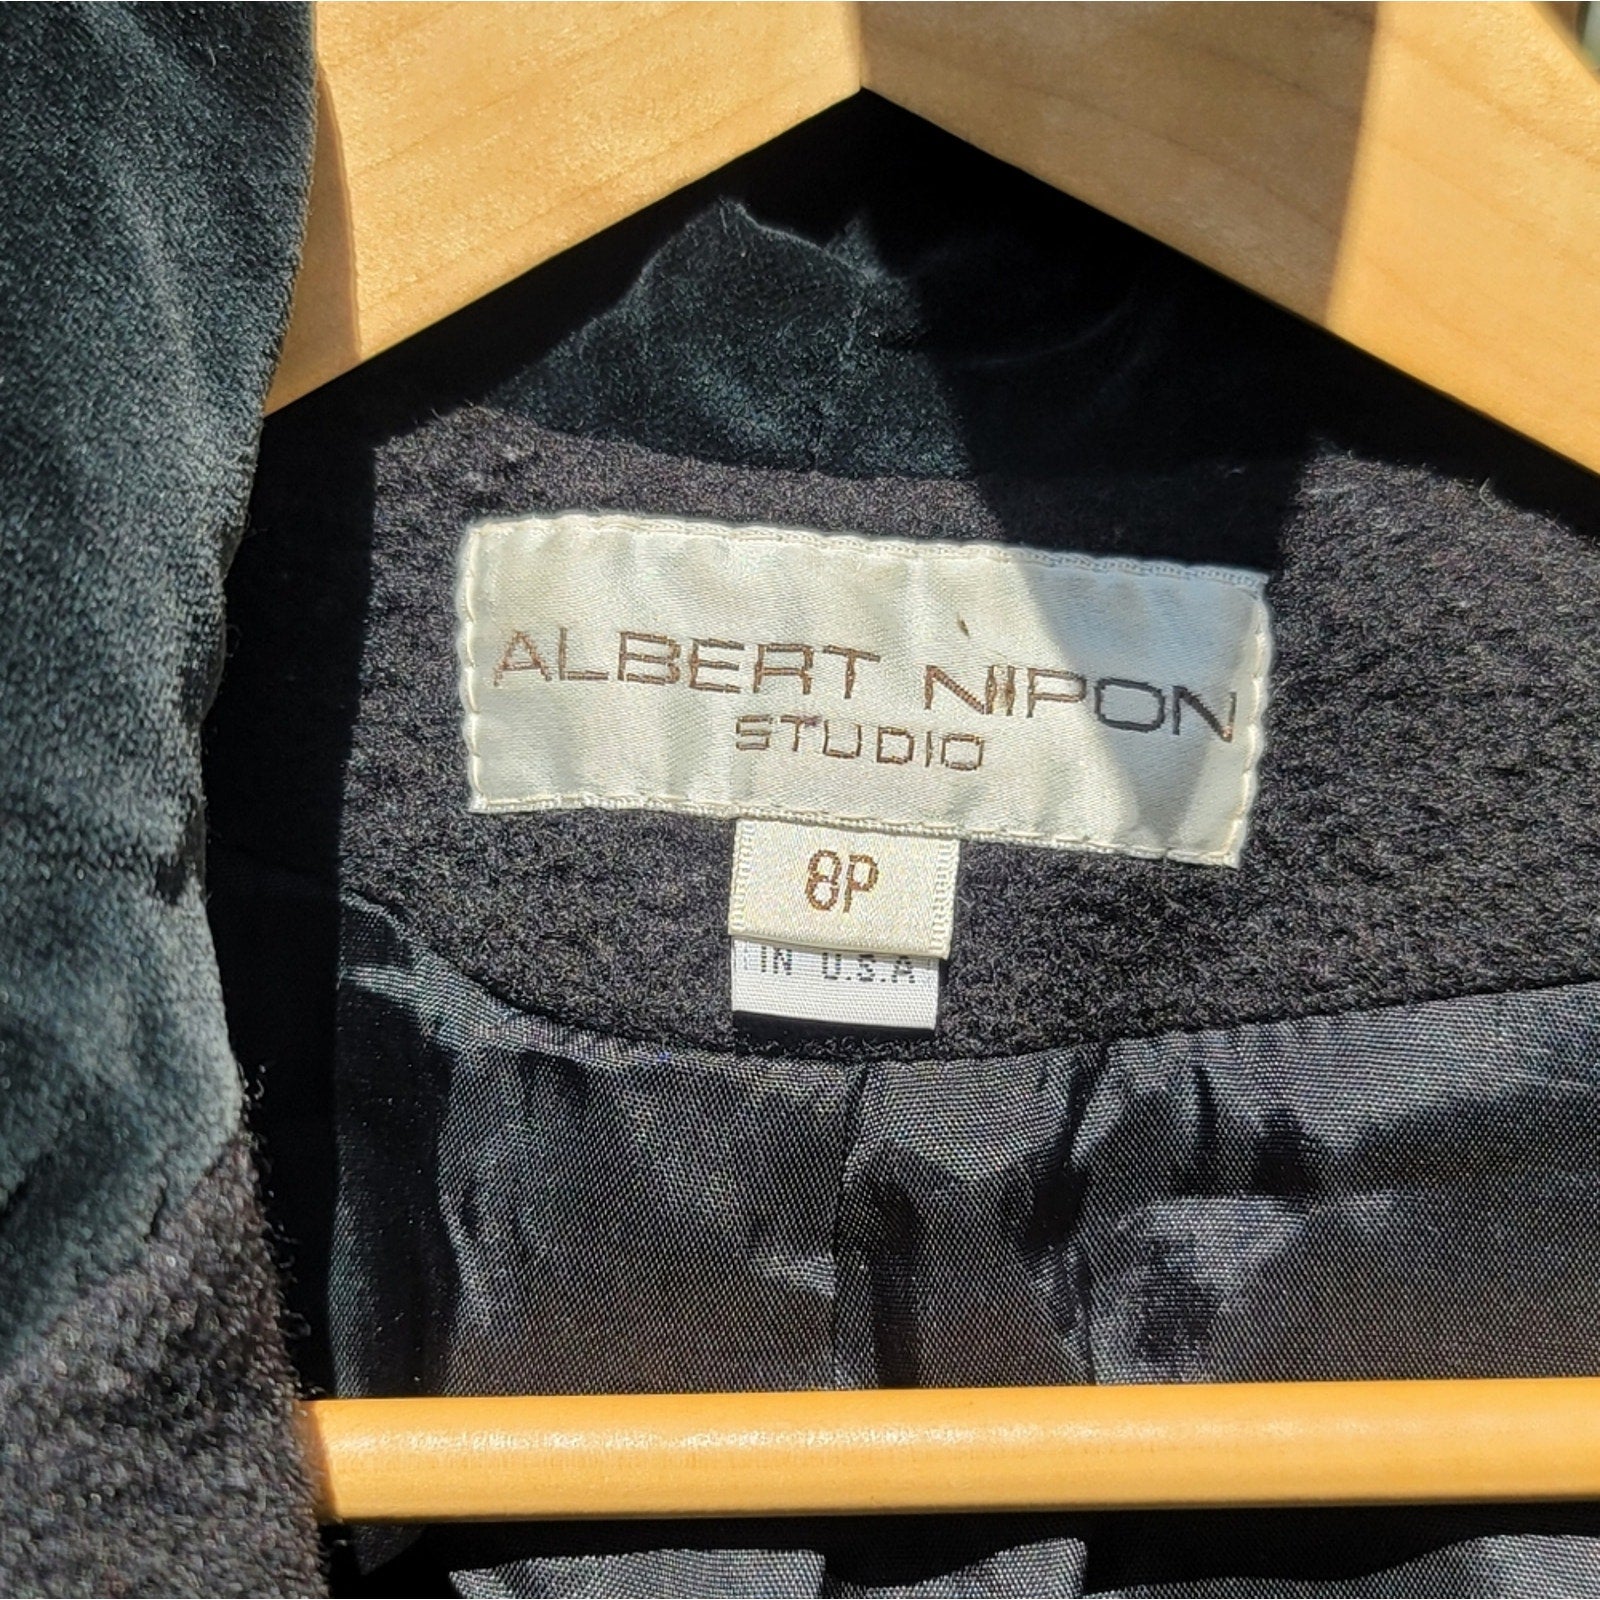 ALBERT NIPON
STUDIO
8P
IN U.S.A